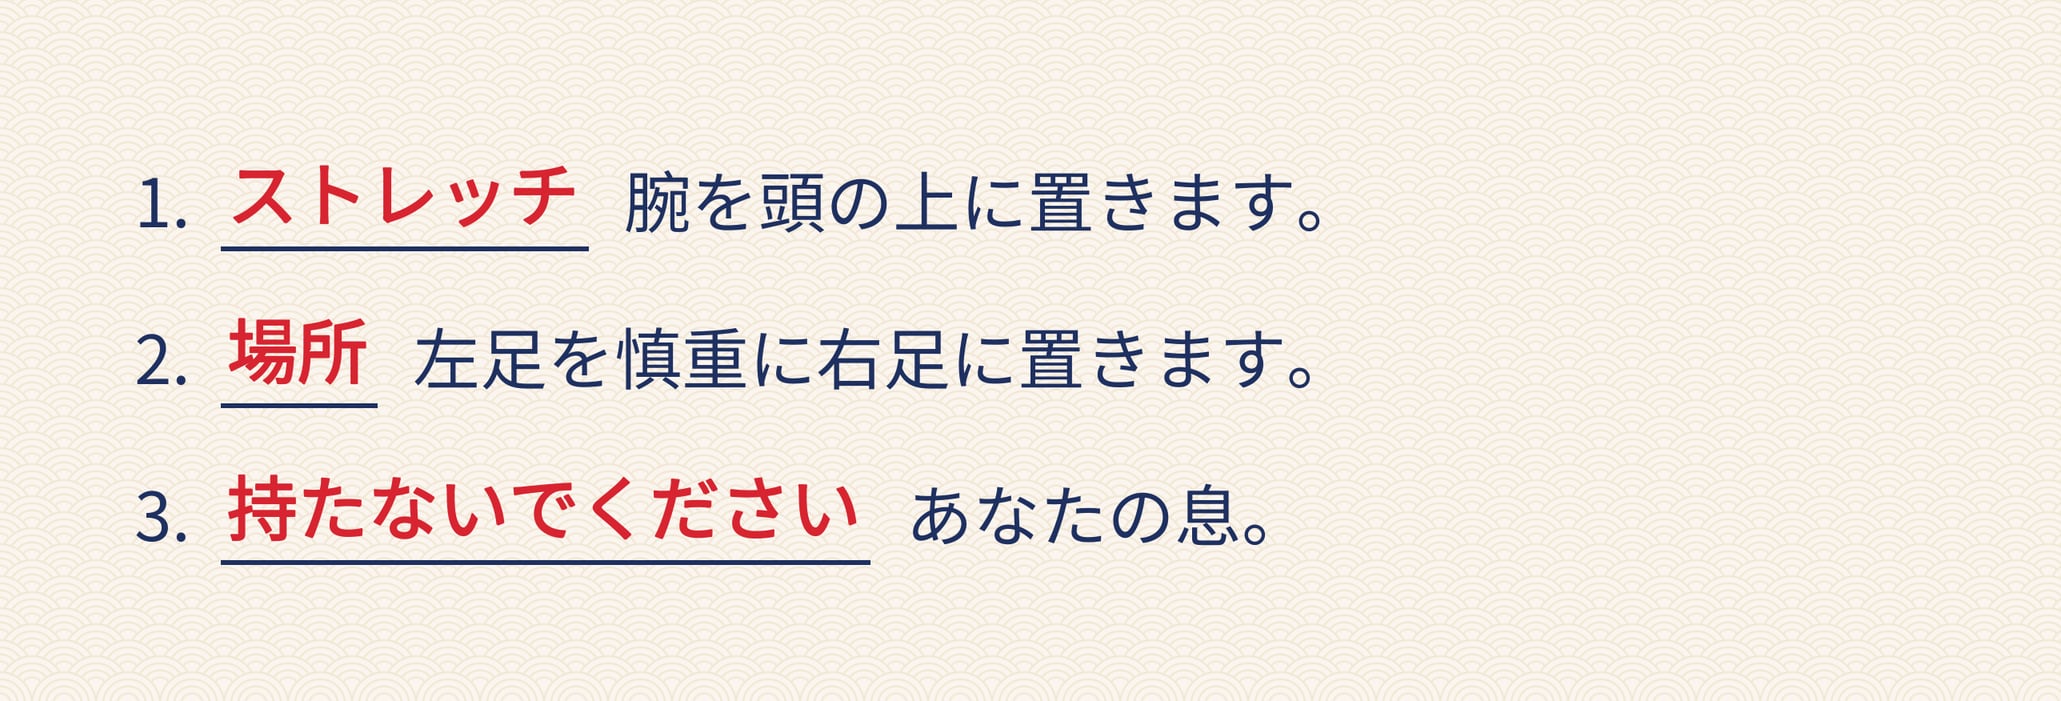 1. ストレッチ 腕を頭の上に置きます。
2. 場所 左足を慎重に右足に置きます。
3. 持たないでください あなたの息。